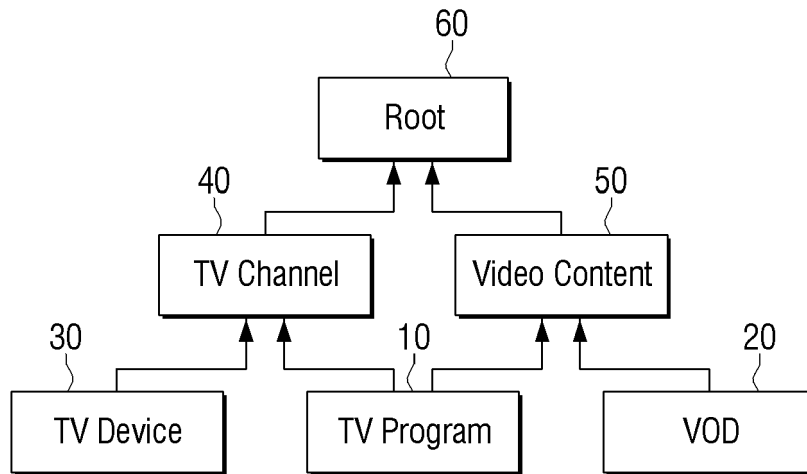 60
Root
40
50
TV Channel
Video Content
30
10
20
TV Device
TV Program
VOD